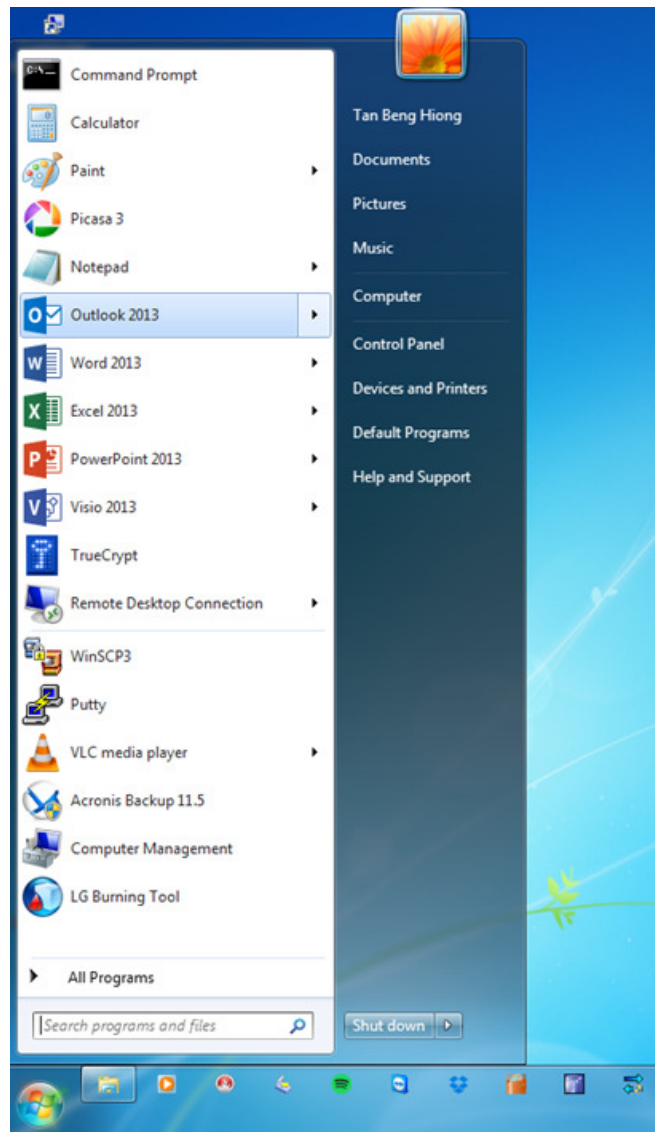 Command Prompt
Calculator
Paint
Picasa 3
Notepad
Outlook 2013
Word 2013
Excel 2013
PowerPoint 2013
Visio 2013
TrueCrypt
Remote Desktop Connection
WinSCP3
Putty
VLC media player
Acronis Backup 11.5
Computer Management
LG Burning Tool
All Programs
Search programs and files
Tan Beng Hiong
Documents
Pictures
Music
Computer
Control Panel
Devices and Printers
Default Programs
Help and Support
Shut down